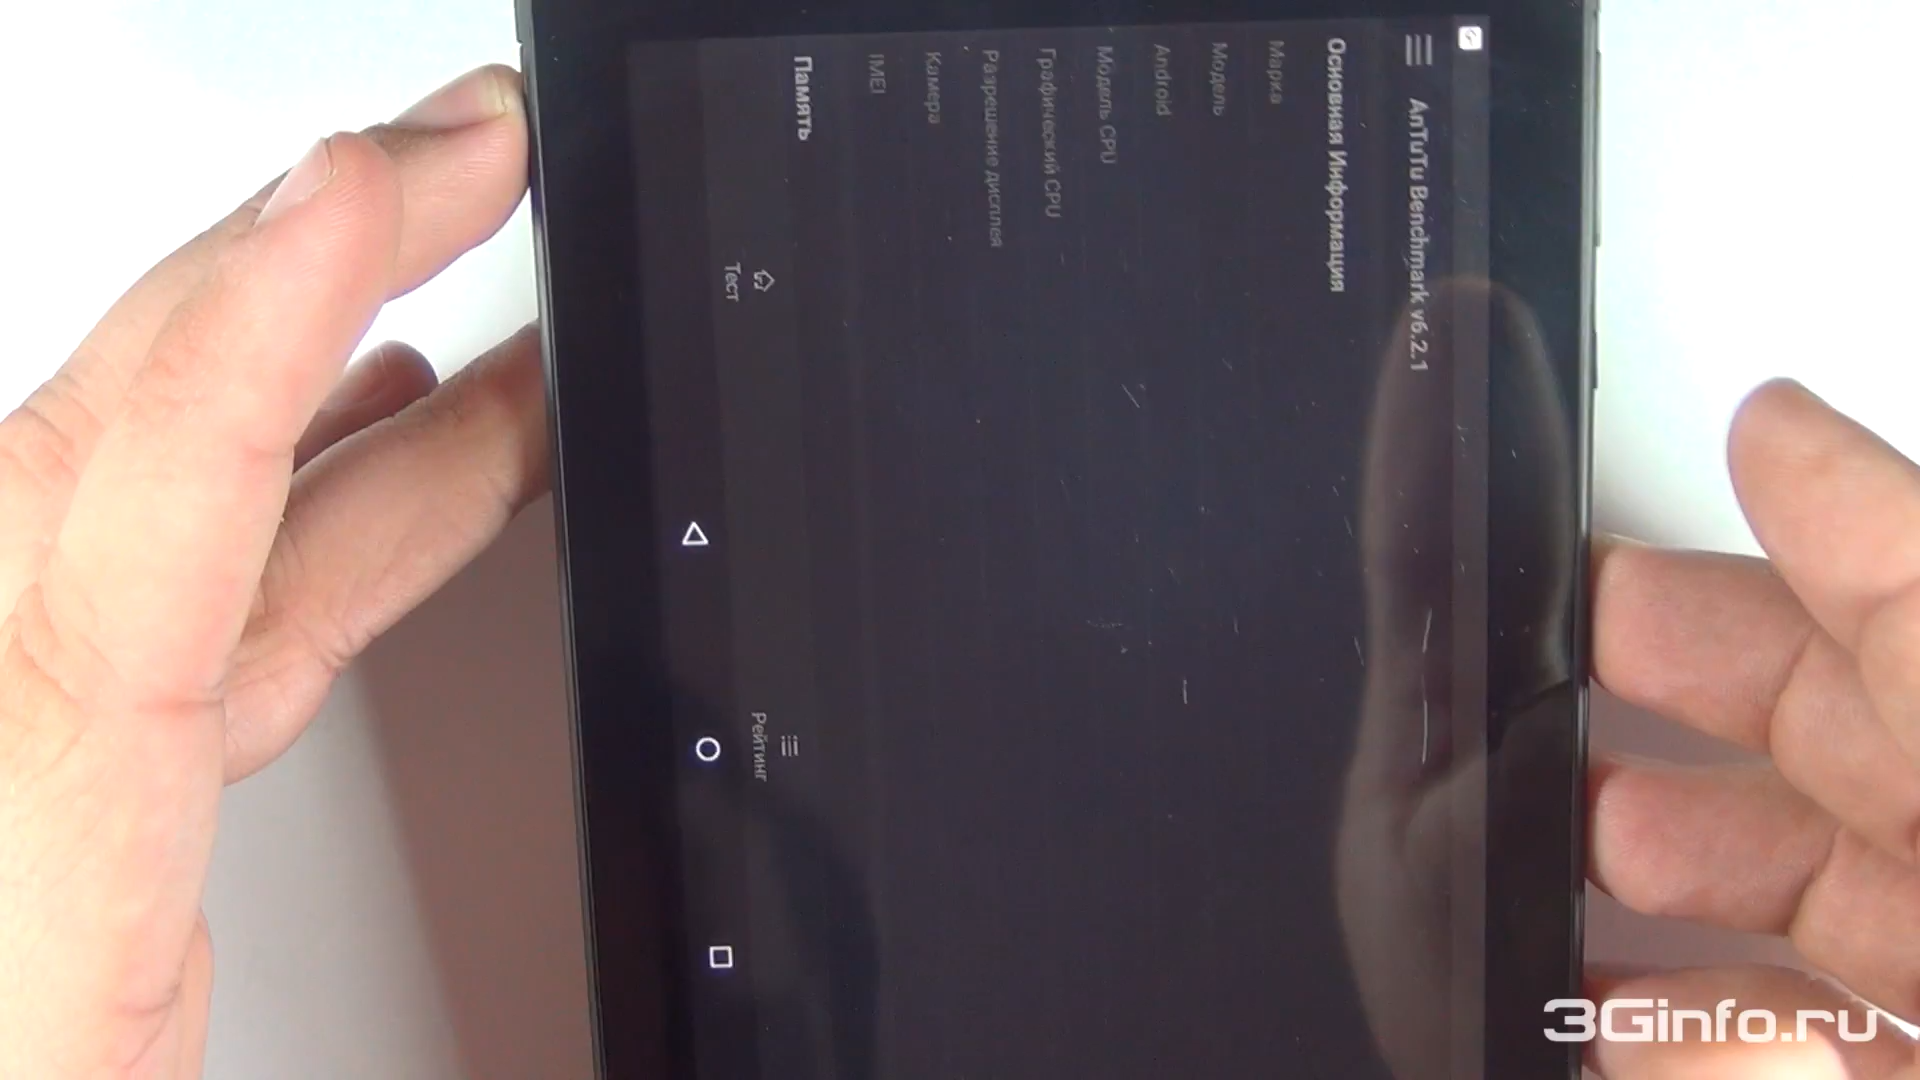 AnTuTu Benchmark v6.2.1
Основная Информация
Марка
Модель
Android
Модель CPU
Графический CPU
Разрешение дисплея
Камера
IMEI
Память
Тест
Рейтинг
3Ginfo.ru